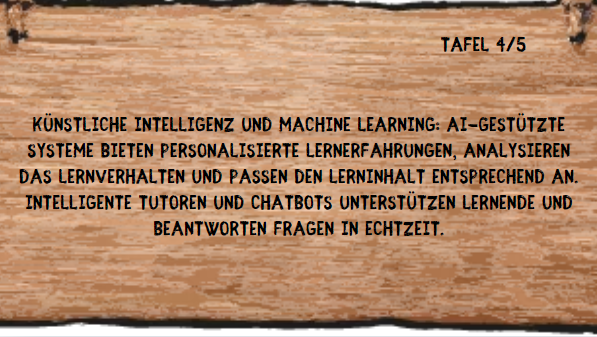 TAFEL 4/5
KÜNSTLICHE INTELLIGENZ UND MACHINE LEARNING: AI-GESTÜTZTE
SYSTEME BIETEN PERSONALISIERTE LERNERFAHRUNGEN, ANALYSIEREN
DAS LERNVERHALTEN UND PASSEN DEN LERNINHALT ENTSPRECHEND AN.
INTELLIGENTE TUTOREN UND CHATBOTS UNTERSTÜTZEN LERNENDE UND
BEANTWORTEN FRAGEN IN ECHTZEIT.